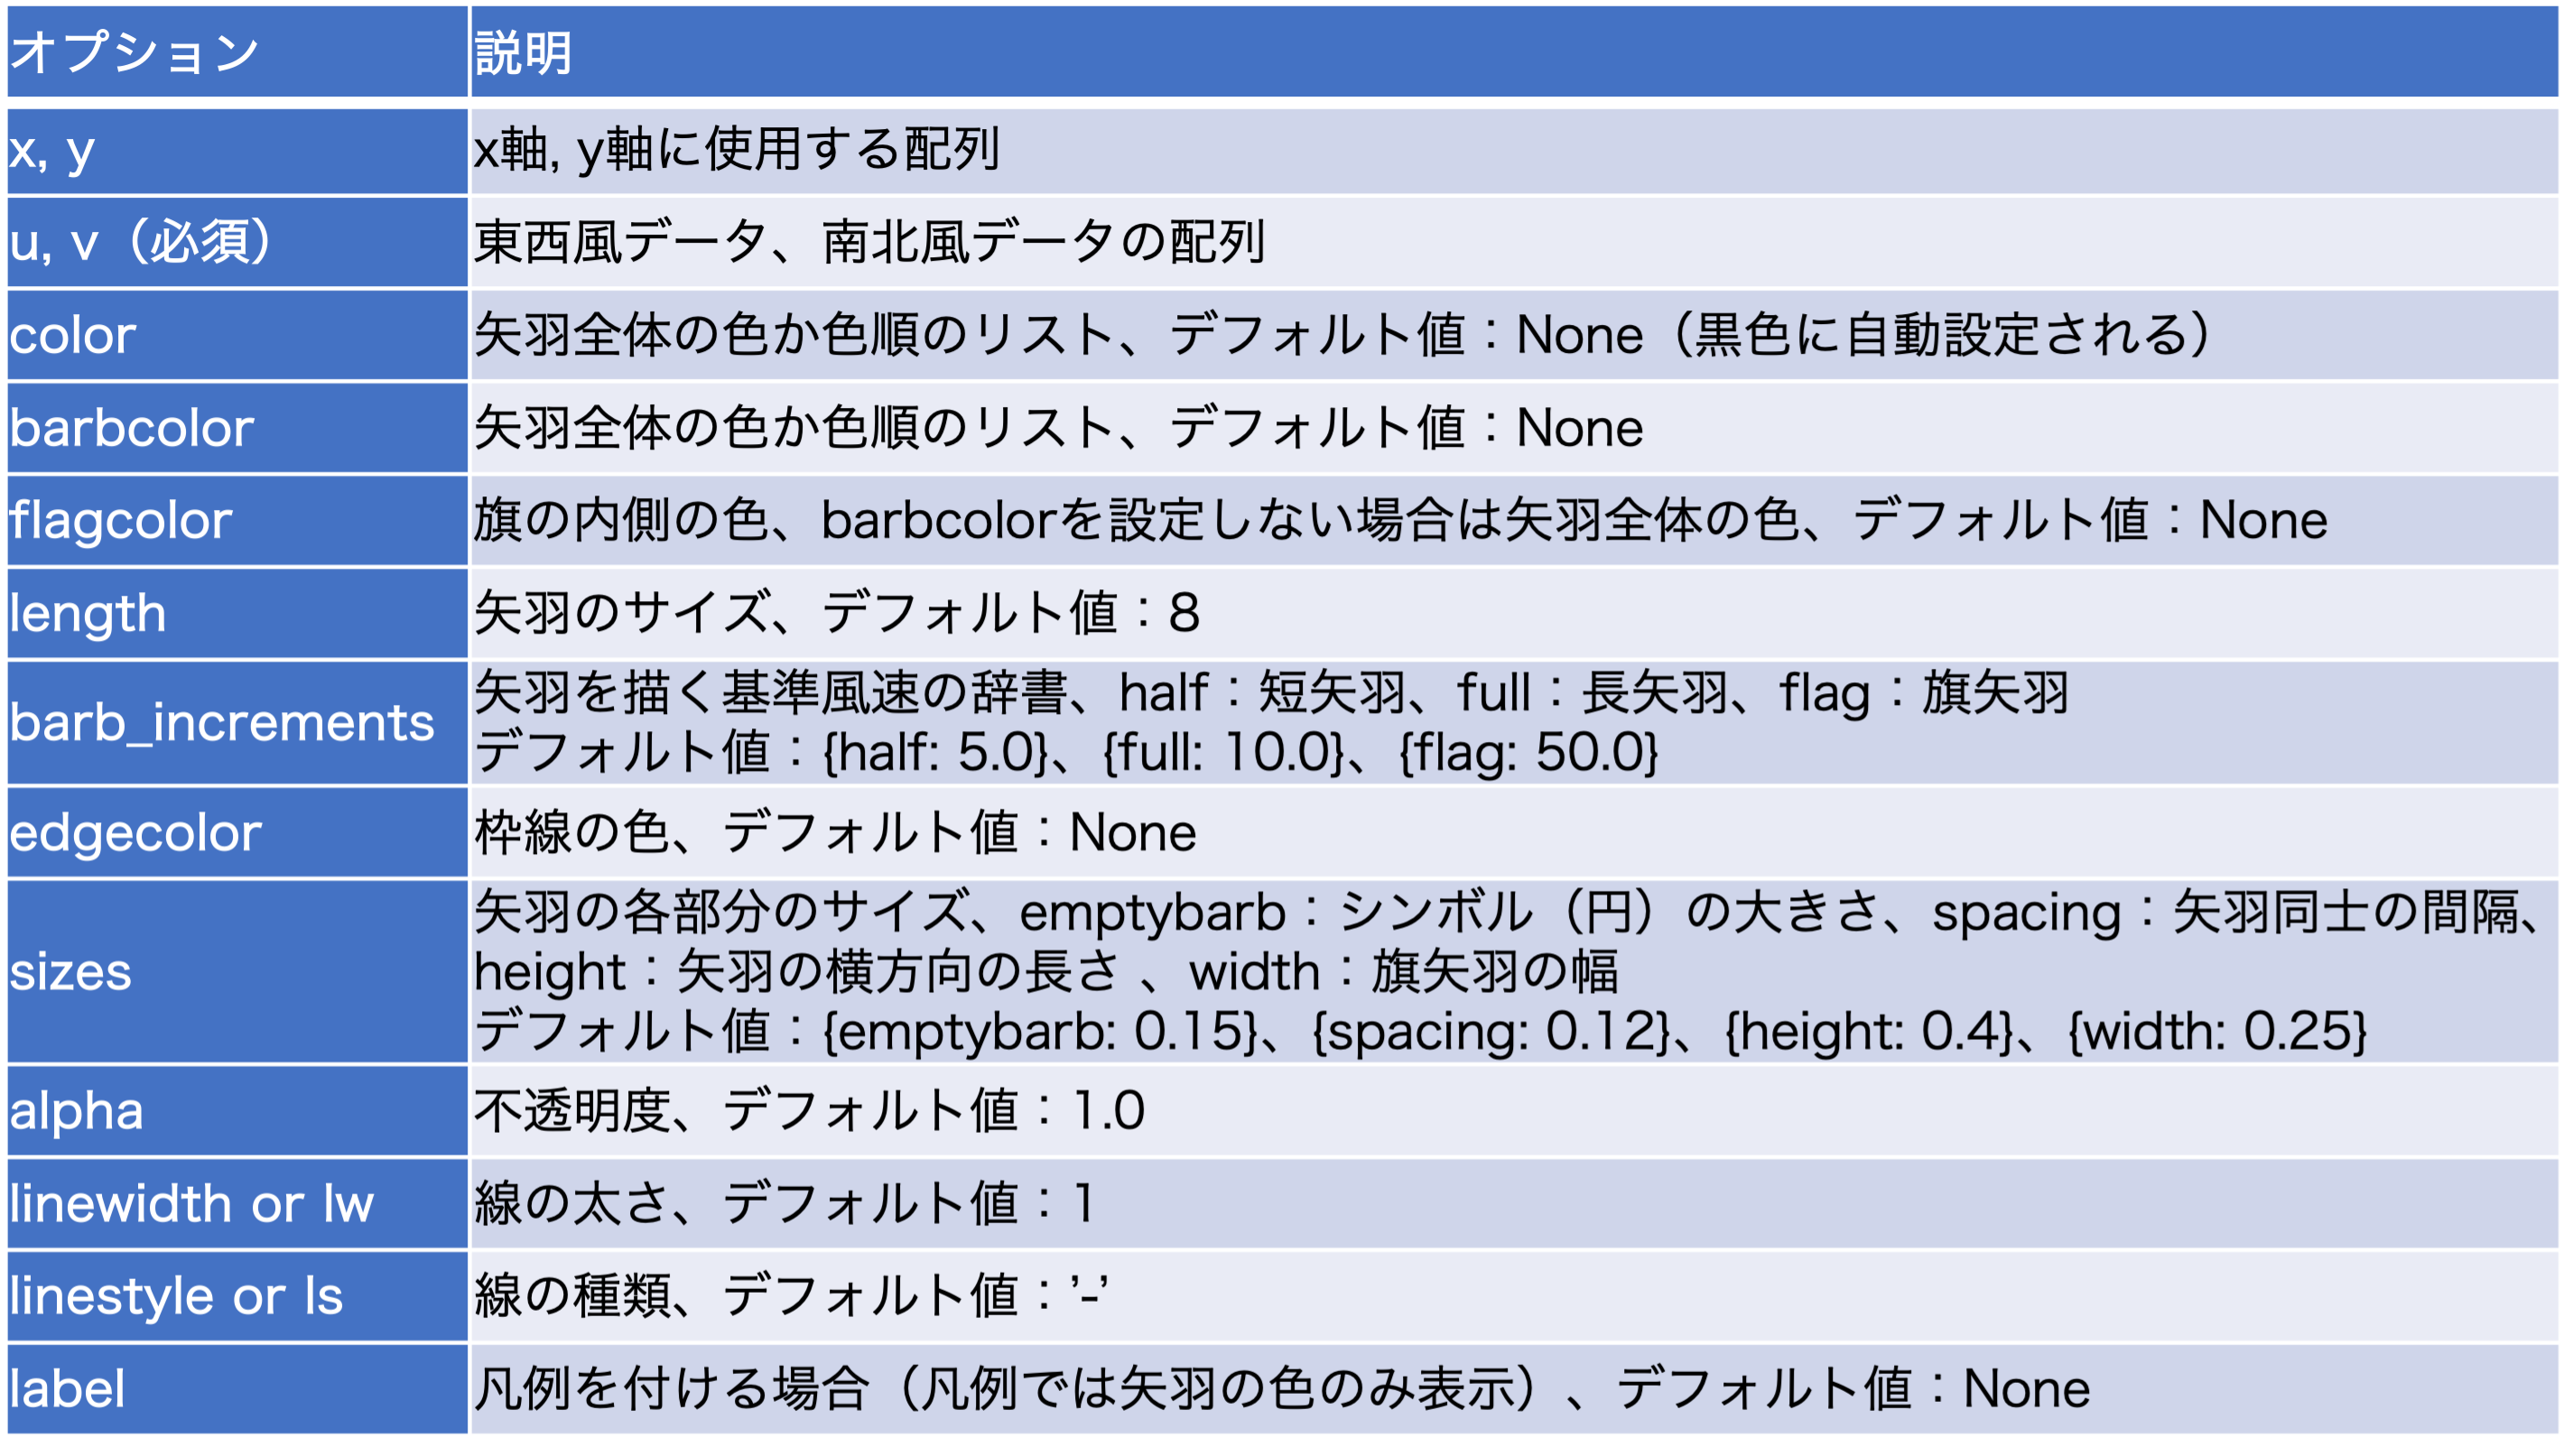 オプション 説明
x, y x軸, y軸に使用する配列
u, v（必須） 東西風データ、南北風データの配列
color 矢羽全体の色か色順のリスト、デフォルト値：None（黒色に自動設定される）
barbcolor 矢羽全体の色か色順のリスト、デフォルト値：None
flagcolor 旗の内側の色、barbcolorを設定しない場合は矢羽全体の色、デフォルト値：None
length 矢羽のサイズ、デフォルト値：8
barb_increments 矢羽を描く基準風速の辞書、half：短矢羽、full：長矢羽、flag：旗矢羽
デフォルト値：{half: 5.0}、{full: 10.0}、{flag: 50.0}
edgecolor 枠線の色、デフォルト値：None
sizes 矢羽の各部分のサイズ、emptybarb：シンボル（円）の大きさ、spacing：矢羽同士の間隔、
height：矢羽の横方向の長さ 、width：旗矢羽の幅
デフォルト値：{emptybarb: 0.15}、{spacing: 0.12}、{height: 0.4}、{width: 0.25}
alpha 不透明度、デフォルト値：1.0
linewidth or lw 線の太さ、デフォルト値：1
linestyle or ls 線の種類、デフォルト値：’-’
label 凡例を付ける場合（凡例では矢羽の色のみ表示）、デフォルト値：None